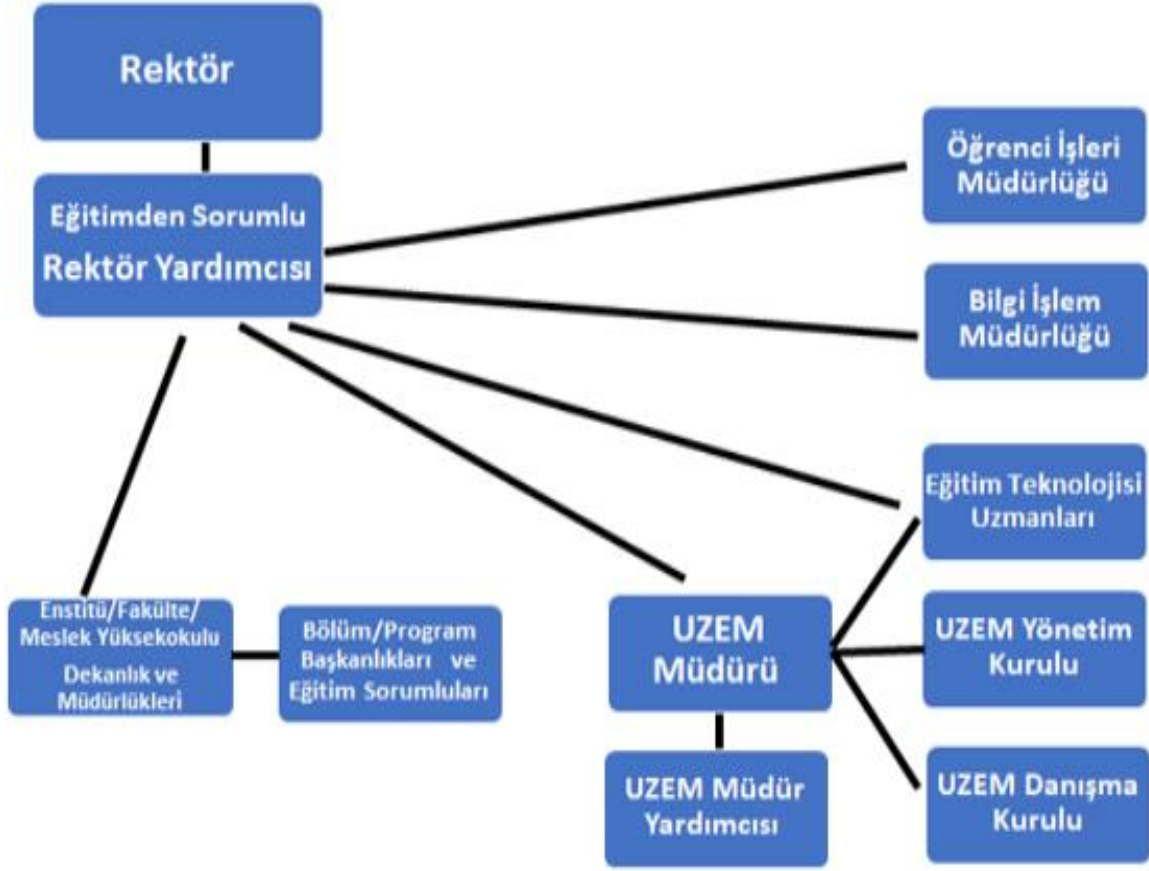 Rektör
Eğitimden Sorumlu
Rektör Yardımcısı
Öğrenci İşleri
Müdürlüğü
Bilgi İşlem
Müdürlüğü
Eğitim Teknolojisi
Uzmanları
Enstitü/Fakülte/
Meslek Yüksekokulu
Dekanlık ve
Müdürlükleri
Bölüm/Program
Başkanlıkları ve
Eğitim Sorumluları
UZEM
Müdürü
UZEM Yönetim
Kurulu
UZEM Müdür
Yardımcısı
UZEM Danışma
Kurulu